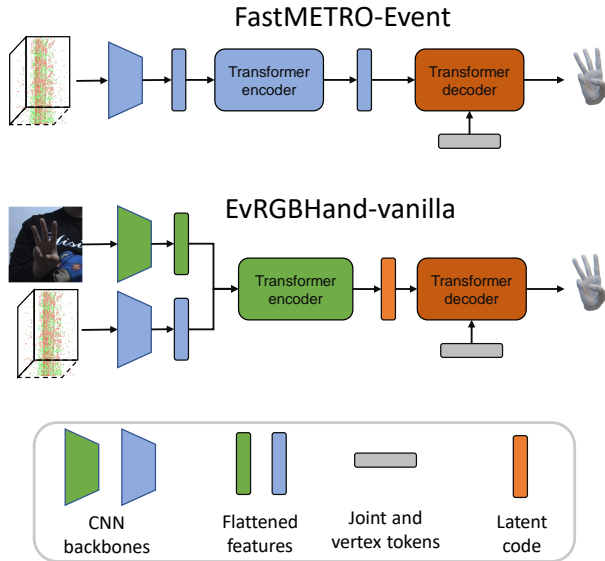 FastMETRO-Event
Transformer
encoder
Transformer
decoder
EvRGBHand-vanilla
Transformer
encoder
Transformer
decoder
CNN
backbones
Flattened
features
Joint and
vertex tokens
Latent
code